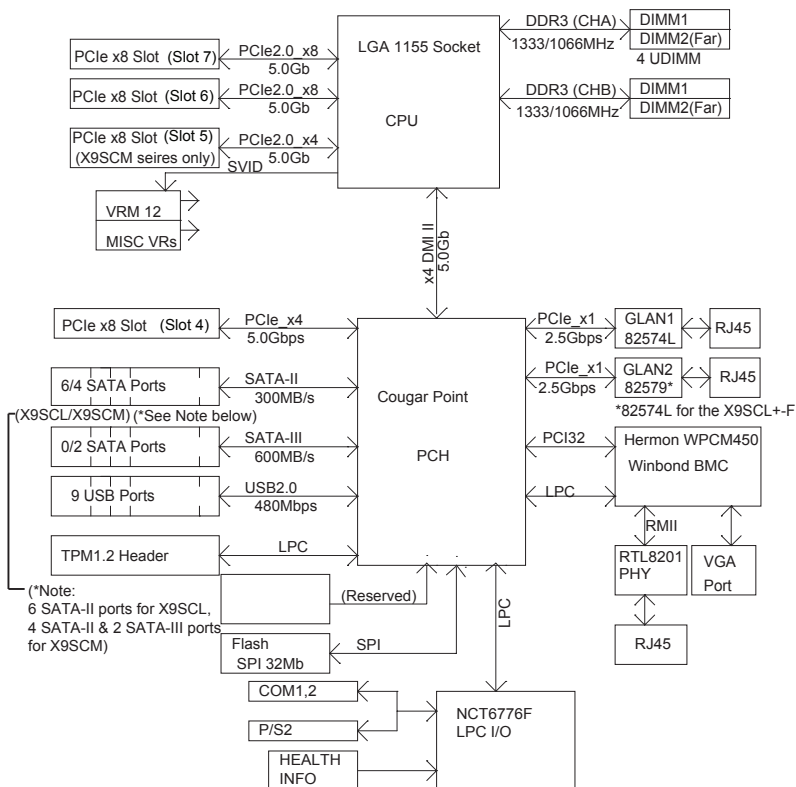 PCIe x8 Slot (Slot 7)
PCIe2.0_x8
5.0Gb
PCIe x8 Slot (Slot 6)
PCIe2.0_x8
5.0Gb
PCIe x8 Slot (Slot 5)
(X9SCM seires only)
PCIe2.0_x4
5.0Gb
SVID
VRM 12
MISC VRs
LGA 1155 Socket
CPU
DDR3 (CHA)
1333/1066MHz
DIMM1
DIMM2(Far)
4 UDIMM
DDR3 (CHB)
1333/1066MHz
DIMM1
DIMM2(Far)
x4 DMI II
5.0Gb
PCIe x8 Slot (Slot 4)
PCIe_x4
5.0Gbps
6/4 SATA Ports
SATA-II
300MB/s
(X9SCL/X9SCM) (*See Note below)
0/2 SATA Ports
SATA-III
600MB/s
9 USB Ports
USB2.0
480Mbps
TPM1.2 Header
LPC
(*Note:
6 SATA-II ports for X9SCL,
4 SATA-II & 2 SATA-III ports
for X9SCM)
Cougar Point
PCH
PCIe_x1
2.5Gbps
GLAN1
82574L
RJ45
PCIe_x1
2.5Gbps
GLAN2
82579*
RJ45
*82574L for the X9SCL+-F
PCI32
LPC
Hermon WPCM450
Winbond BMC
RMII
RTL8201
PHY
VGA
Port
RJ45
(Reserved)
Flash
SPI 32Mb
SPI
LPC
COM1,2
P/S2
HEALTH
INFO
NCT6776F
LPC I/O